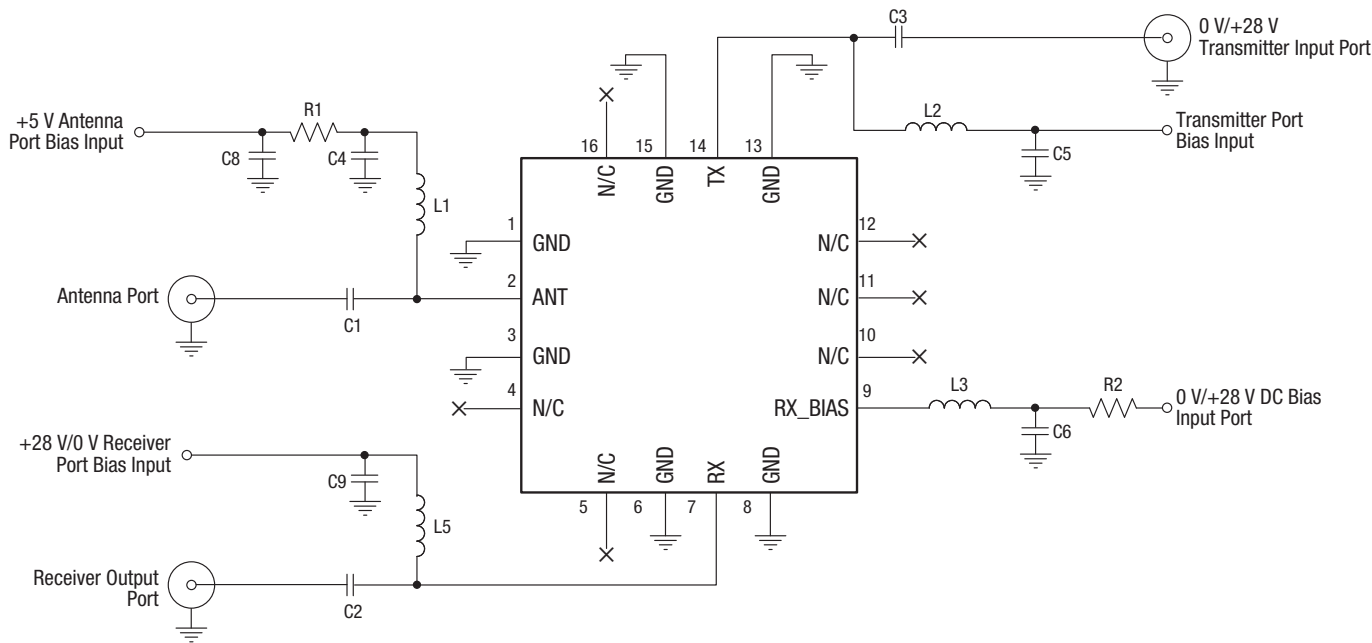 C3
0 V/+28 V
Transmitter Input Port
+5 V Antenna
Port Bias Input
R1
C8
C4
L1
L2
Transmitter Port
Bias Input
C5
16
15
14
13
N/C
GND
TX
GND
1
GND
12
N/C
2
ANT
11
N/C
Antenna Port
C1
3
GND
10
N/C
4
N/C
9
RX_BIAS
L3
R2
0 V/+28 V DC Bias
Input Port
C6
+28 V/0 V Receiver
Port Bias Input
C9
L5
N/C
GND
RX
GND
5
6
7
8
Receiver Output
Port
C2